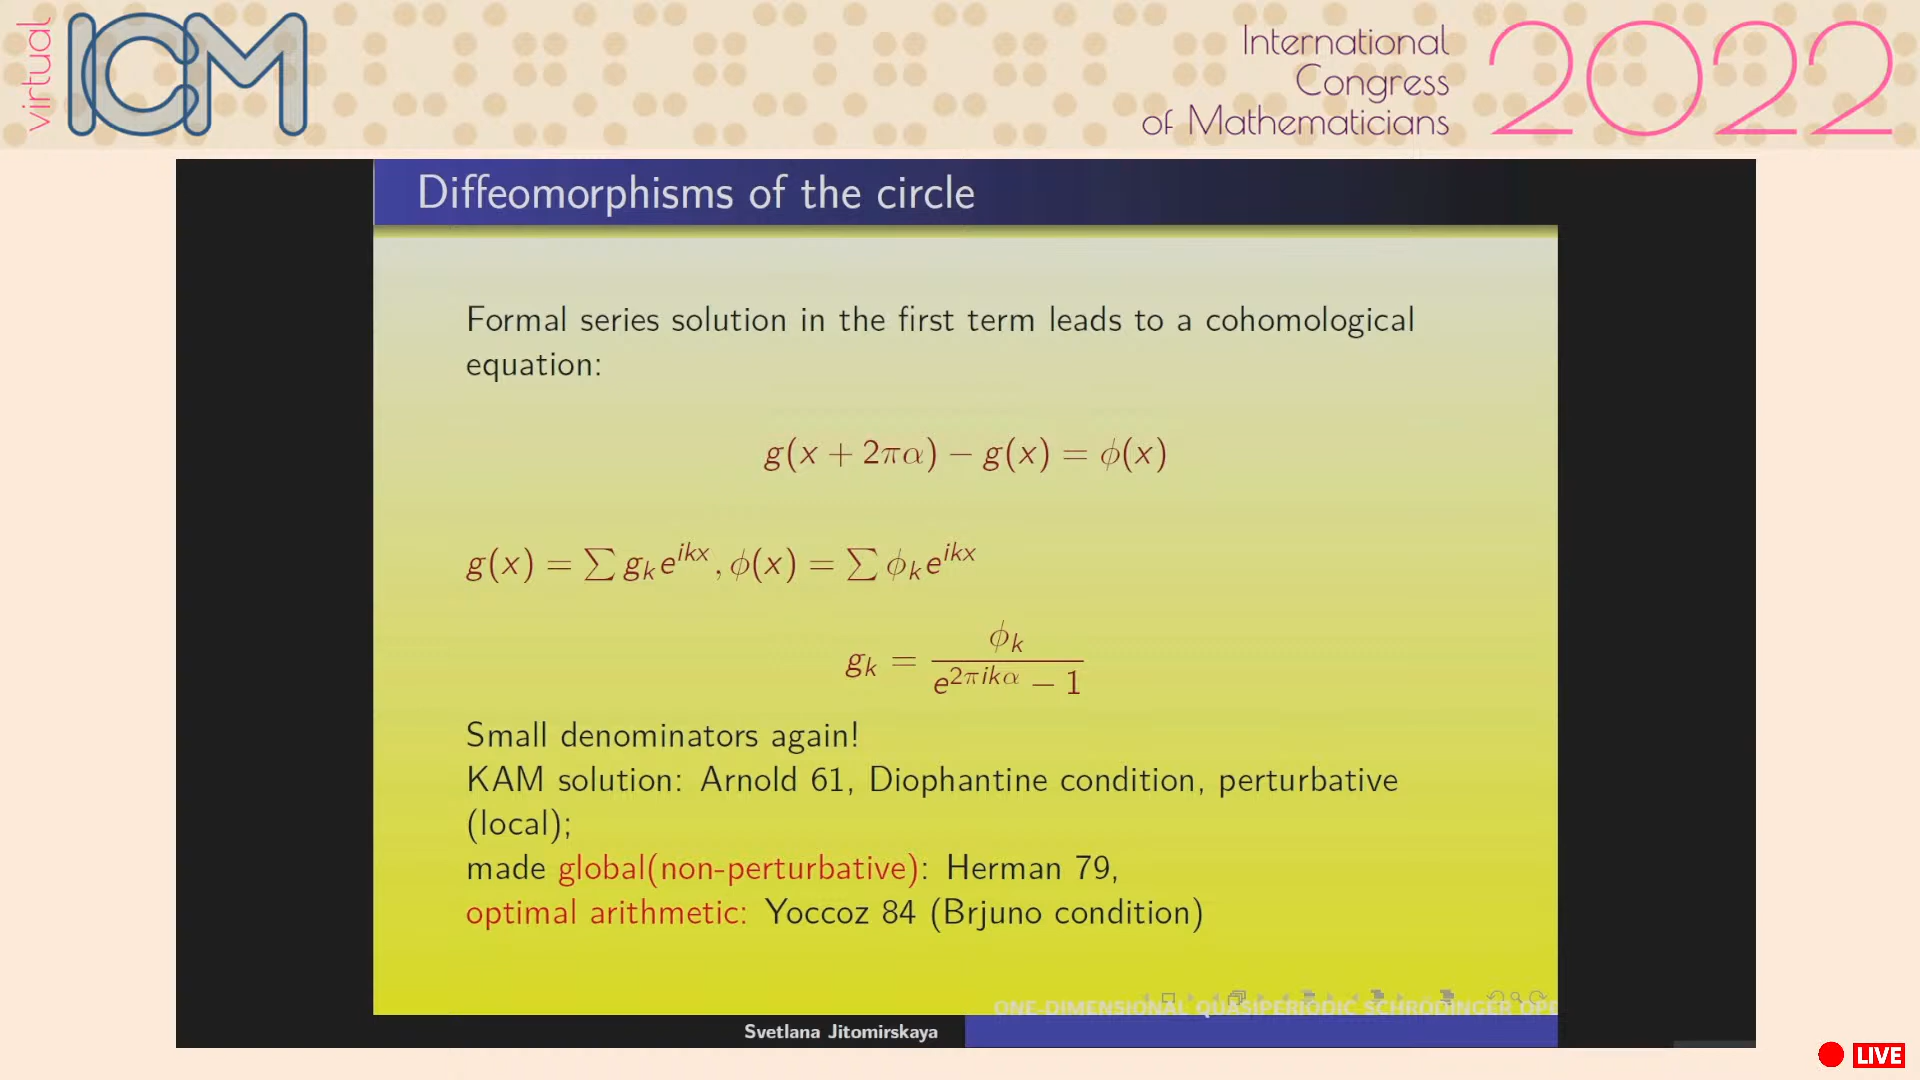 virtual
ICM
International
Congress
of Mathematicians
2022
Diffeomorphisms of the circle
Formal series solution in the first term leads to a cohomological
equation:
g(x + 2πα) − g(x) = ϕ(x)
g(x) = ∑ g_k e^{ikx}, ϕ(x) = ∑ ϕ_k e^{ikx}
g_k = ϕ_k / (e^{2πikα} − 1)
Small denominators again!
KAM solution: Arnold 61, Diophantine condition, perturbative
(local);
made global(non-perturbative): Herman 79,
optimal arithmetic: Yoccoz 84 (Brjuno condition)
ONE-DIMENSIONAL QUASIPERIODIC SCHRÖDINGER OPE
Svetlana Jitomirskaya
LIVE